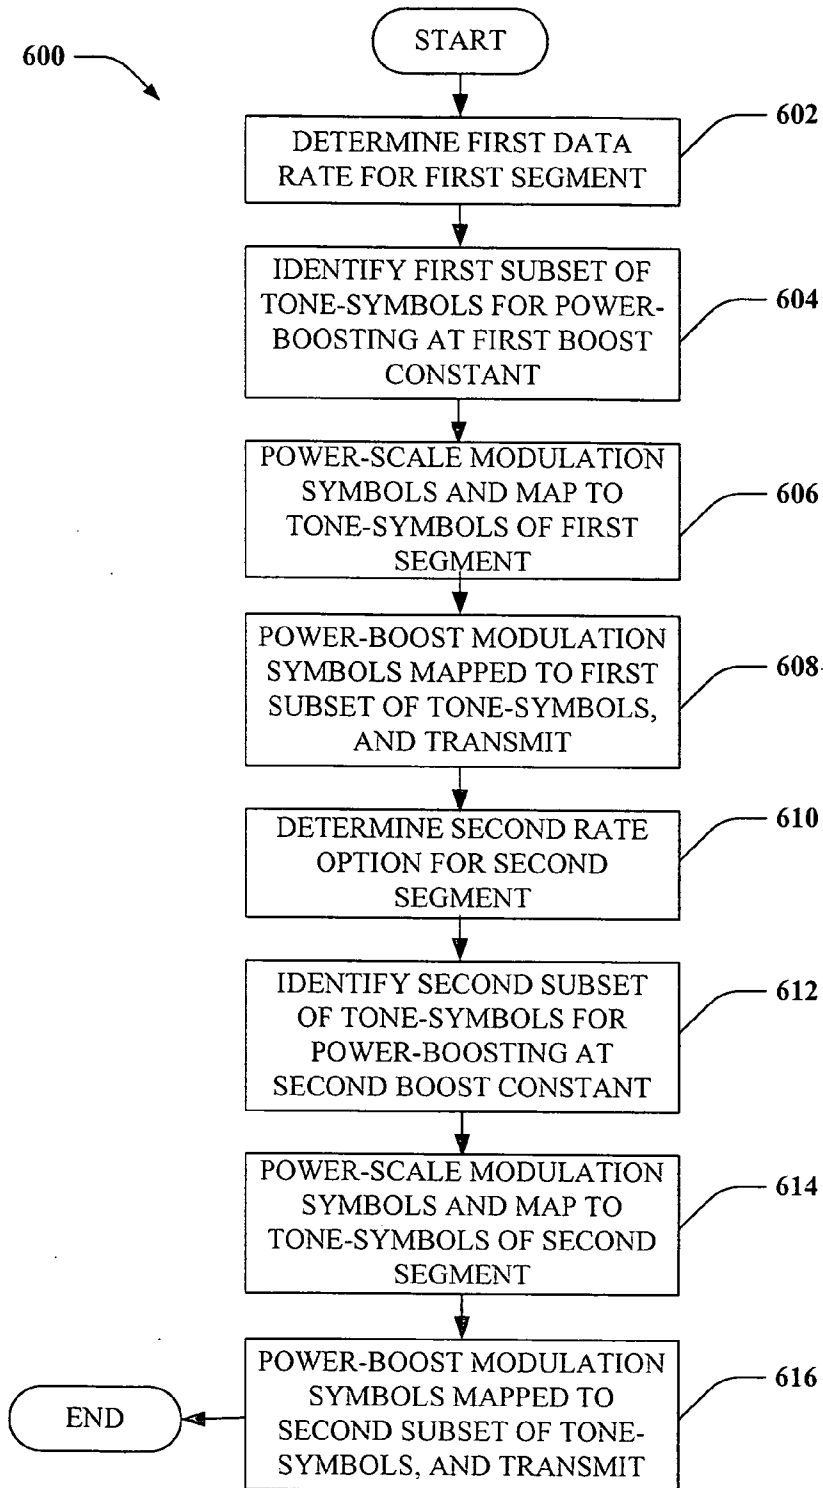 START
600
602
DETERMINE FIRST DATA
RATE FOR FIRST SEGMENT
IDENTIFY FIRST SUBSET OF
TONE-SYMBOLS FOR POWER-
BOOSTING AT FIRST BOOST
CONSTANT
604
POWER-SCALE MODULATION
SYMBOLS AND MAP TO
TONE-SYMBOLS OF FIRST
SEGMENT
606
POWER-BOOST MODULATION
SYMBOLS MAPPED TO FIRST
SUBSET OF TONE-SYMBOLS,
AND TRANSMIT
608
DETERMINE SECOND RATE
OPTION FOR SECOND
SEGMENT
610
IDENTIFY SECOND SUBSET
OF TONE-SYMBOLS FOR
POWER-BOOSTING AT
SECOND BOOST CONSTANT
612
POWER-SCALE MODULATION
SYMBOLS AND MAP TO
TONE-SYMBOLS OF SECOND
SEGMENT
614
POWER-BOOST MODULATION
SYMBOLS MAPPED TO
SECOND SUBSET OF TONE-
SYMBOLS, AND TRANSMIT
616
END